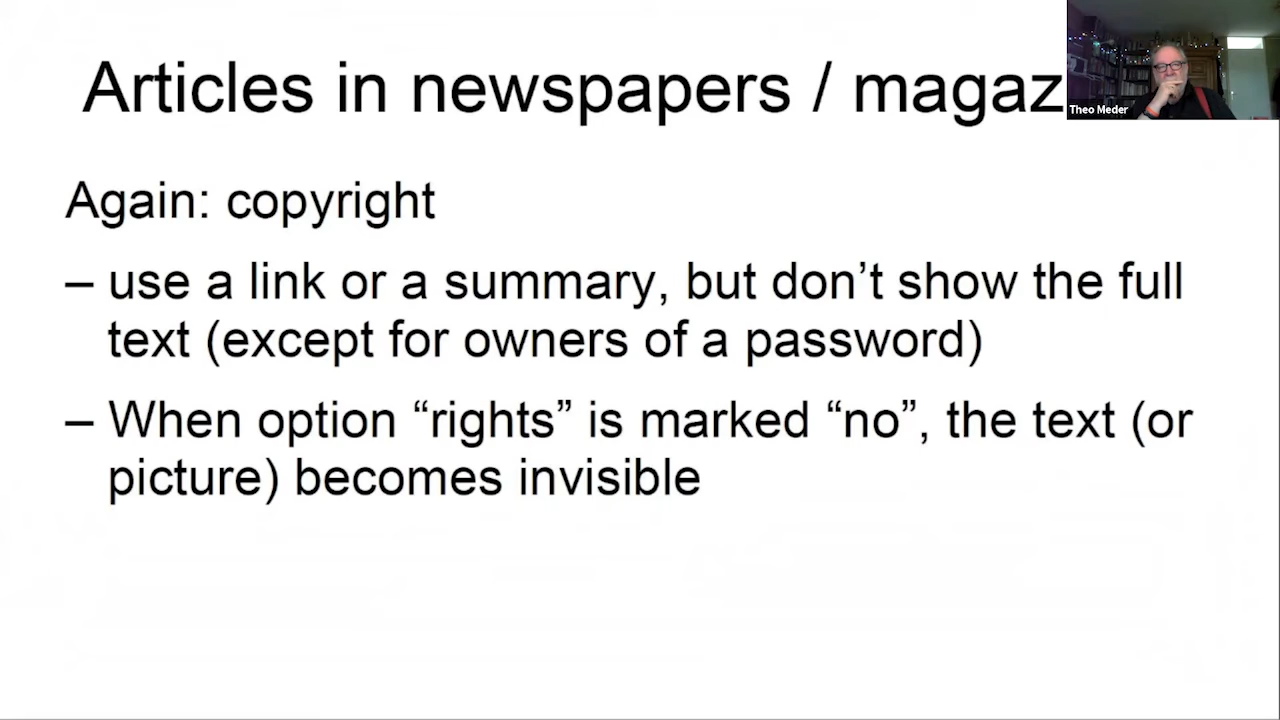 Articles in newspapers / magaz
Theo Meder
Again: copyright
– use a link or a summary, but don’t show the full
text (except for owners of a password)
– When option “rights” is marked “no”, the text (or
picture) becomes invisible